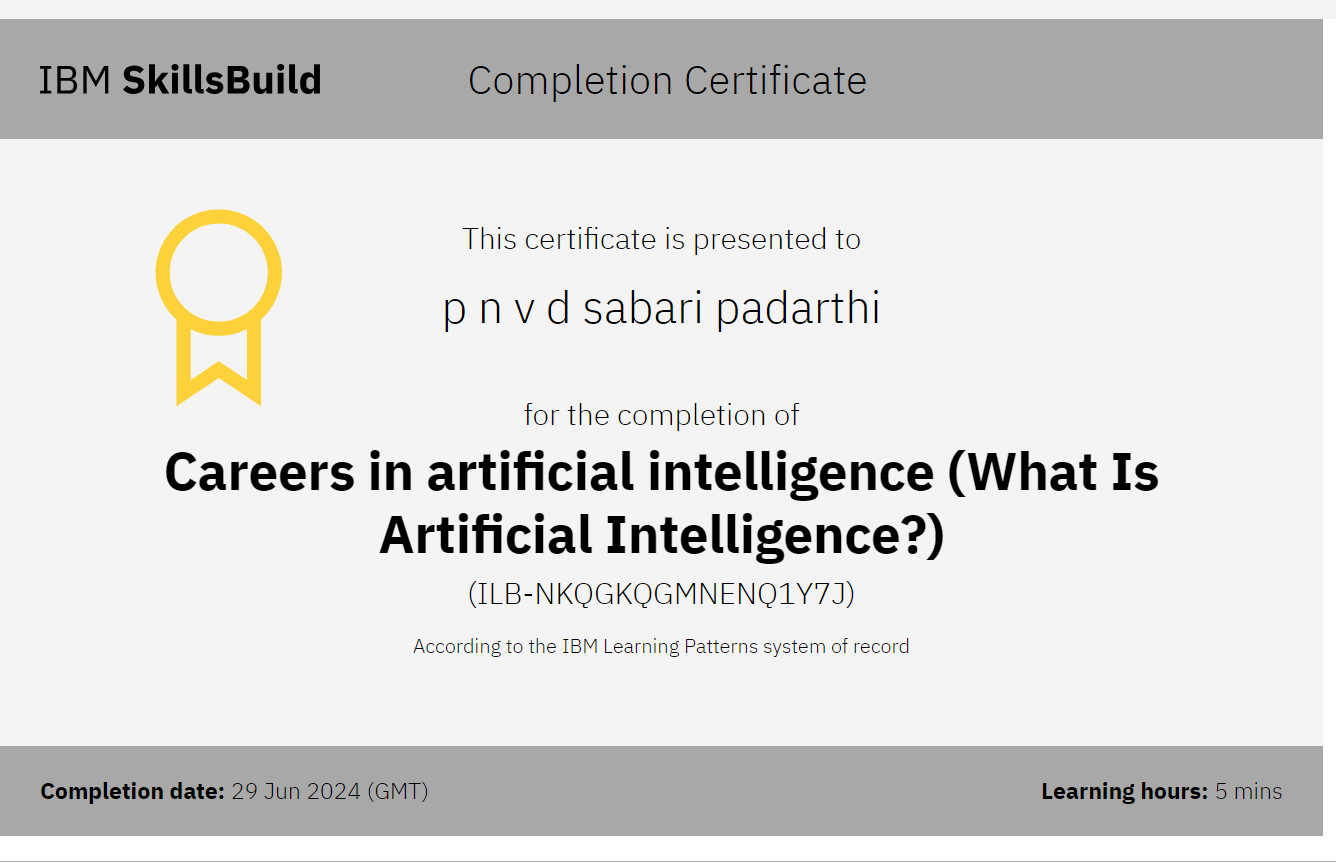 IBM SkillsBuild Completion Certificate
This certificate is presented to
p n v d sabari padarthi
for the completion of
Careers in artificial intelligence (What Is
Artificial Intelligence?)
(ILB-NKQGKQGMNENQ1Y7J)
According to the IBM Learning Patterns system of record
Completion date: 29 Jun 2024 (GMT)
Learning hours: 5 mins